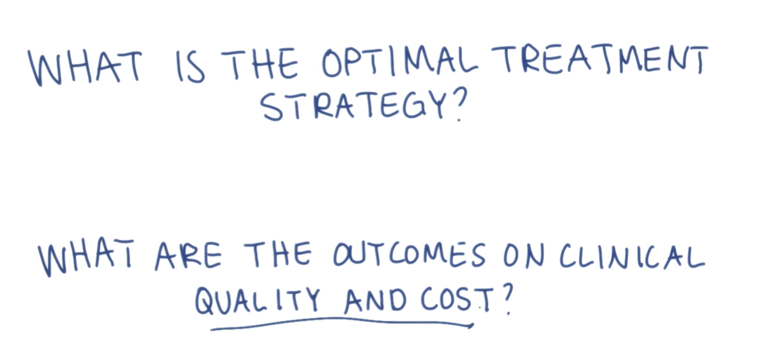 WHAT IS THE OPTIMAL TREATMENT
STRATEGY?
WHAT ARE THE OUTCOMES ON CLINICAL
QUALITY AND COST?